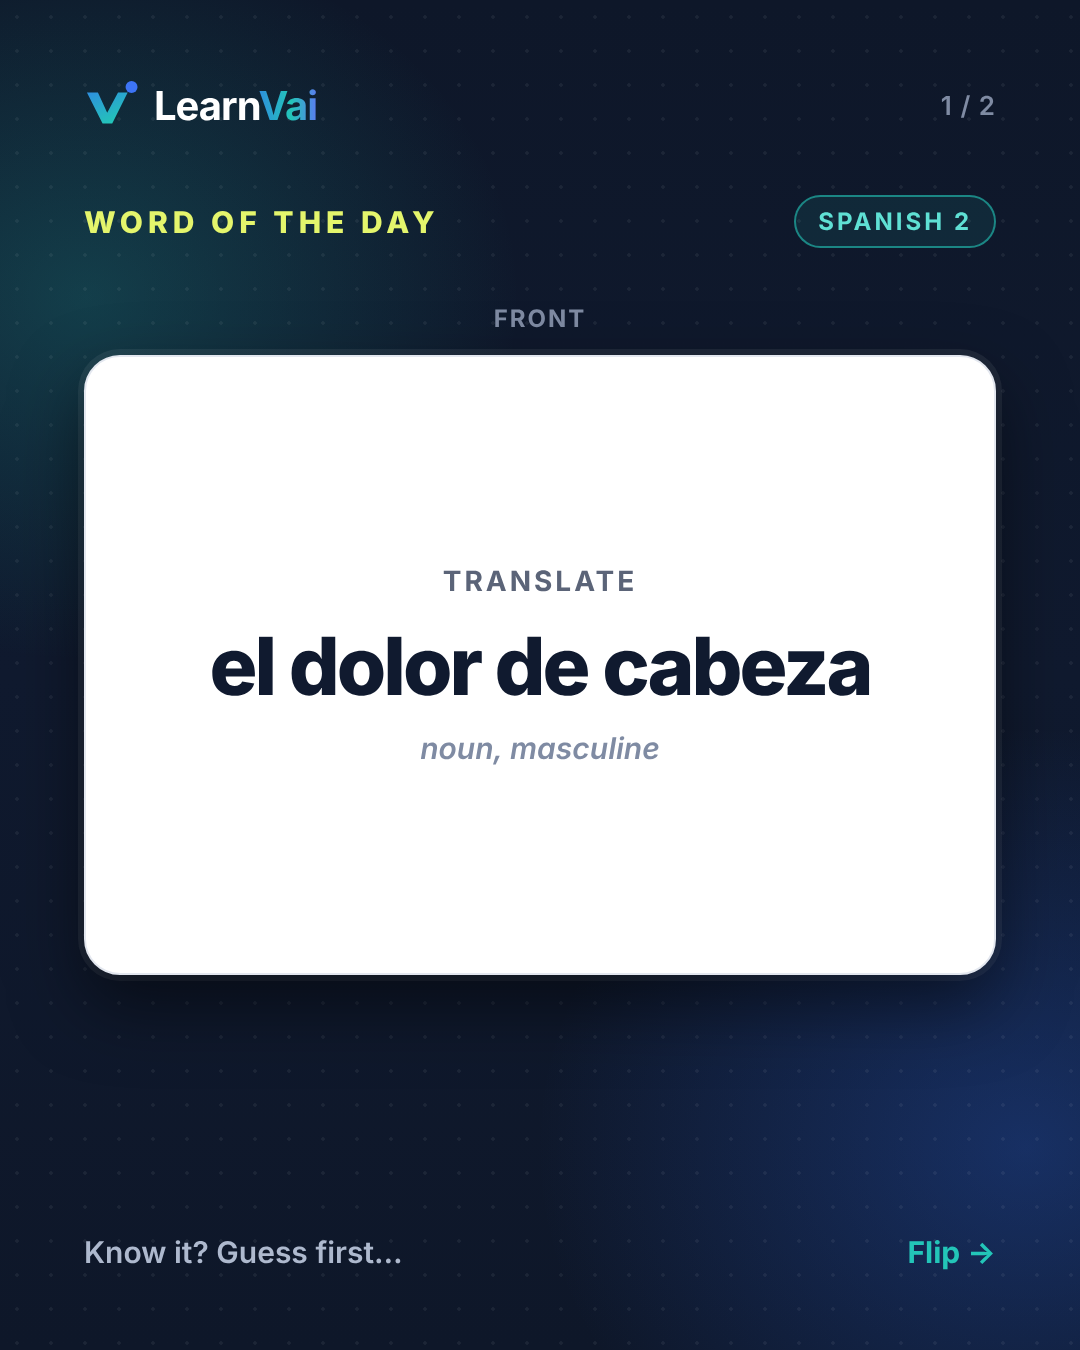 LearnVai
1 / 2
WORD OF THE DAY
SPANISH 2
FRONT
TRANSLATE
el dolor de cabeza
noun, masculine
Know it? Guess first...
Flip →